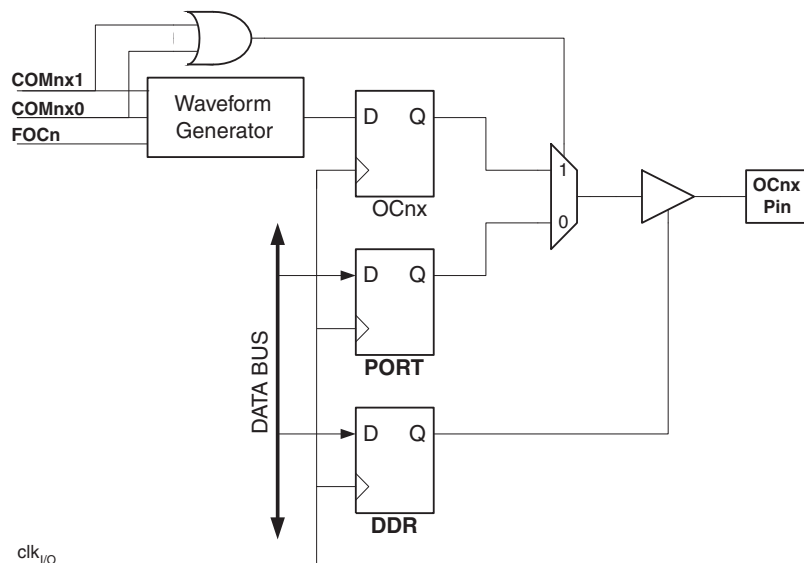 COMnx1
COMnx0
FOCn
Waveform
Generator
D Q
OCnx
1
0
OCnx
Pin
D Q
PORT
DATA BUS
D Q
DDR
clkI/O